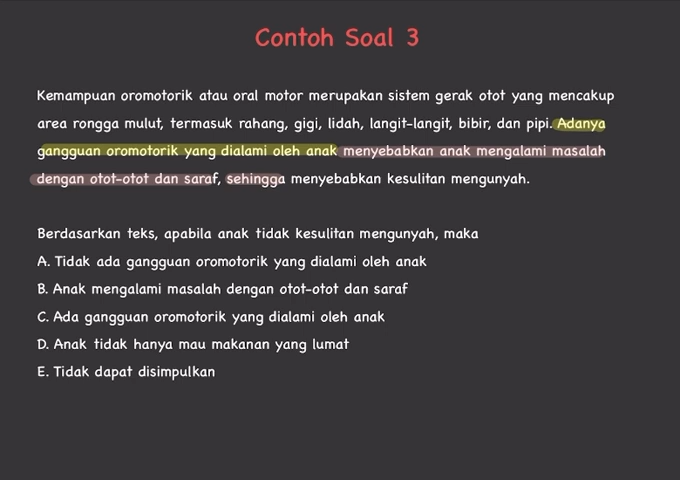 Contoh Soal 3
Kemampuan oromotorik atau oral motor merupakan sistem gerak otot yang mencakup
area rongga mulut, termasuk rahang, gigi, lidah, langit-langit, bibir, dan pipi. Adanya
gangguan oromotorik yang dialami oleh anak menyebabkan anak mengalami masalah
dengan otot-otot dan saraf, sehingga menyebabkan kesulitan mengunyah.
Berdasarkan teks, apabila anak tidak kesulitan mengunyah, maka
A. Tidak ada gangguan oromotorik yang dialami oleh anak
B. Anak mengalami masalah dengan otot-otot dan saraf
C. Ada gangguan oromotorik yang dialami oleh anak
D. Anak tidak hanya mau makanan yang lumat
E. Tidak dapat disimpulkan